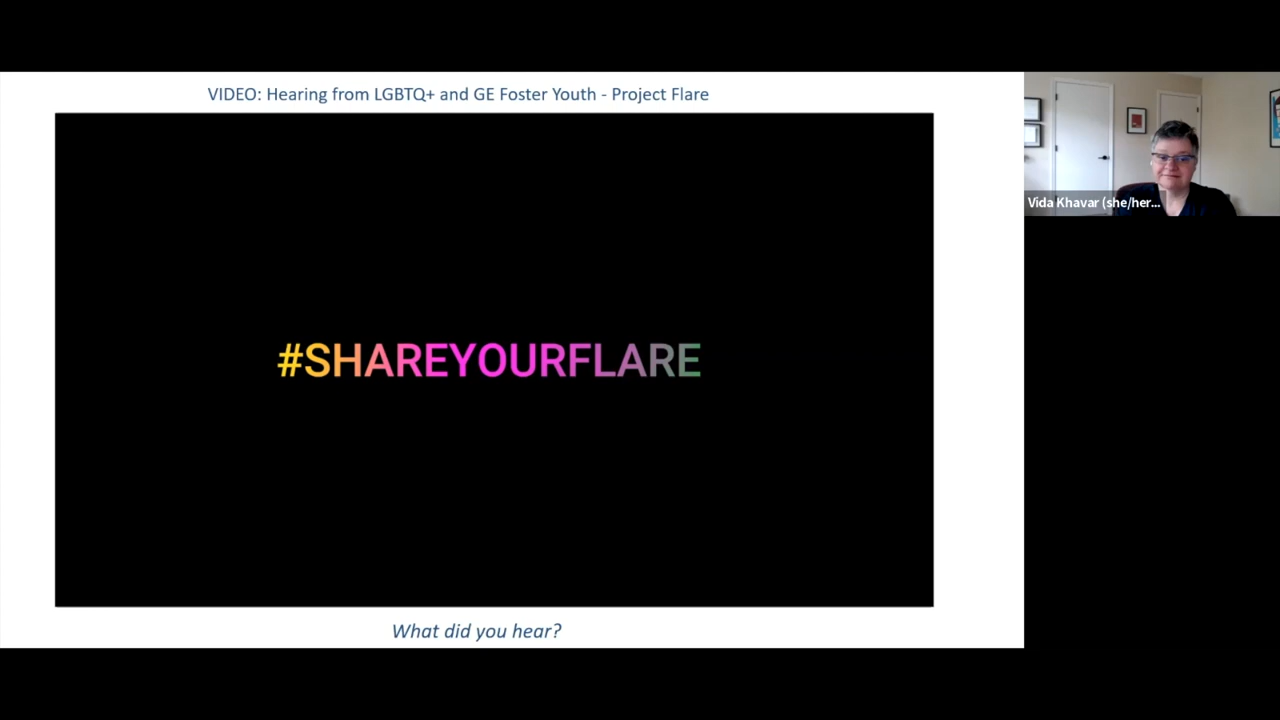 VIDEO: Hearing from LGBTQ+ and GE Foster Youth - Project Flare
#SHAREYOURFLARE
What did you hear?
Vida Khavar (she/her...